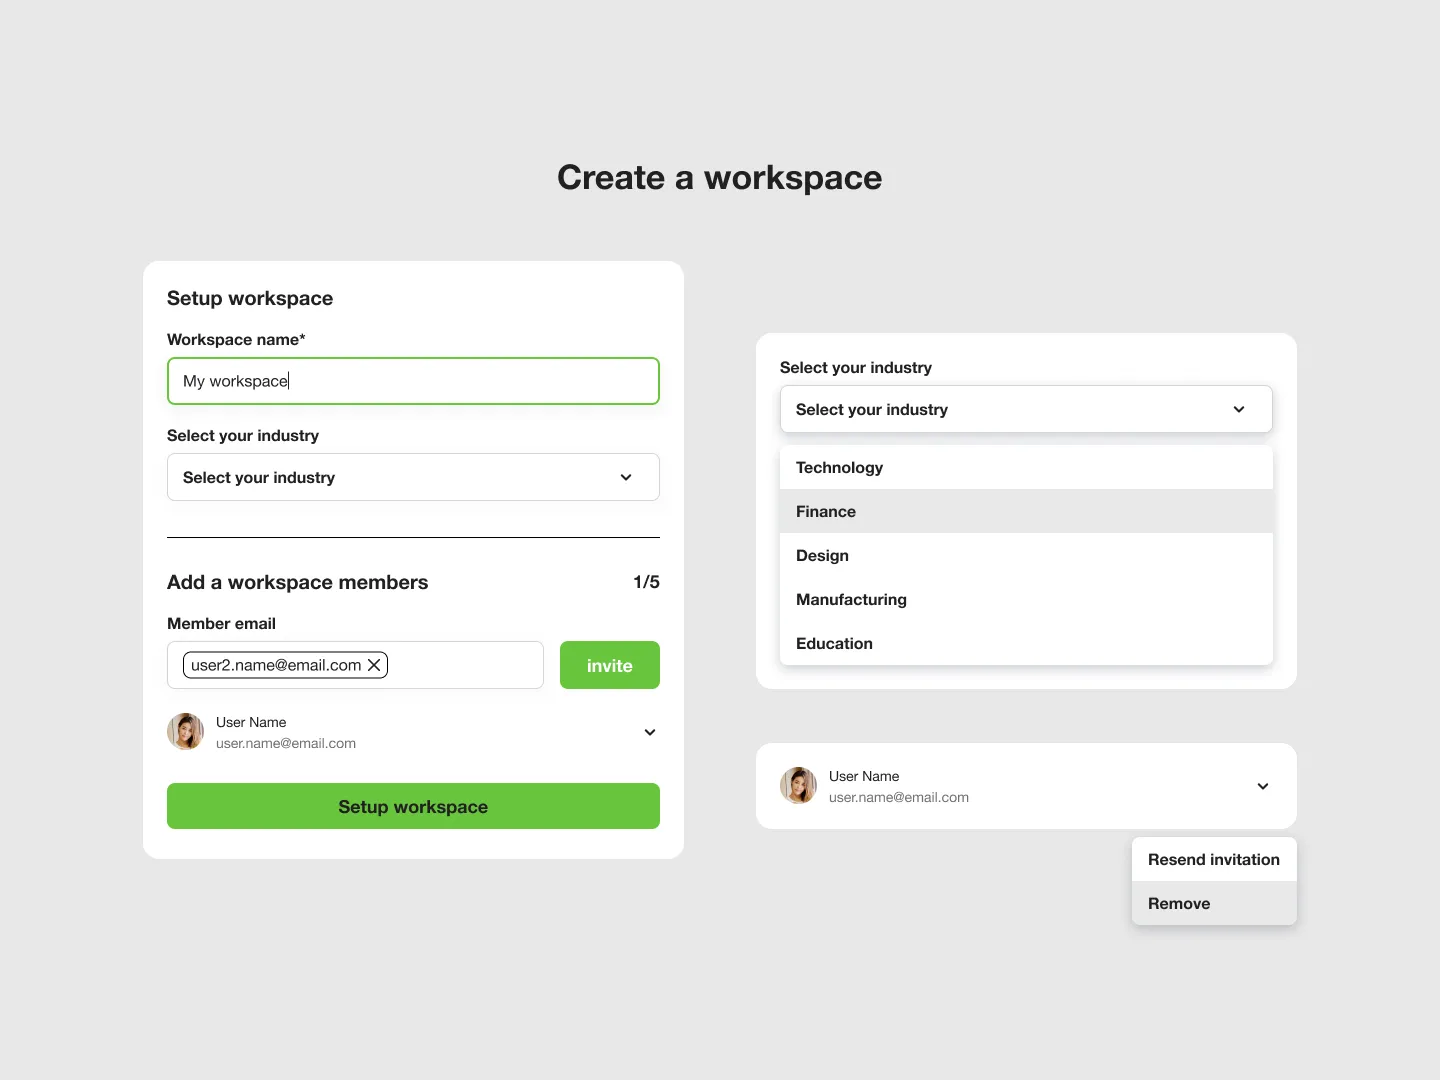 Create a workspace
Setup workspace
Workspace name*
My workspace
Select your industry
Select your industry
Add a workspace members 1/5
Member email
user2.name@email.com invite
User Name
user.name@email.com
Setup workspace
Select your industry
Select your industry
Technology
Finance
Design
Manufacturing
Education
User Name
user.name@email.com
Resend invitation
Remove